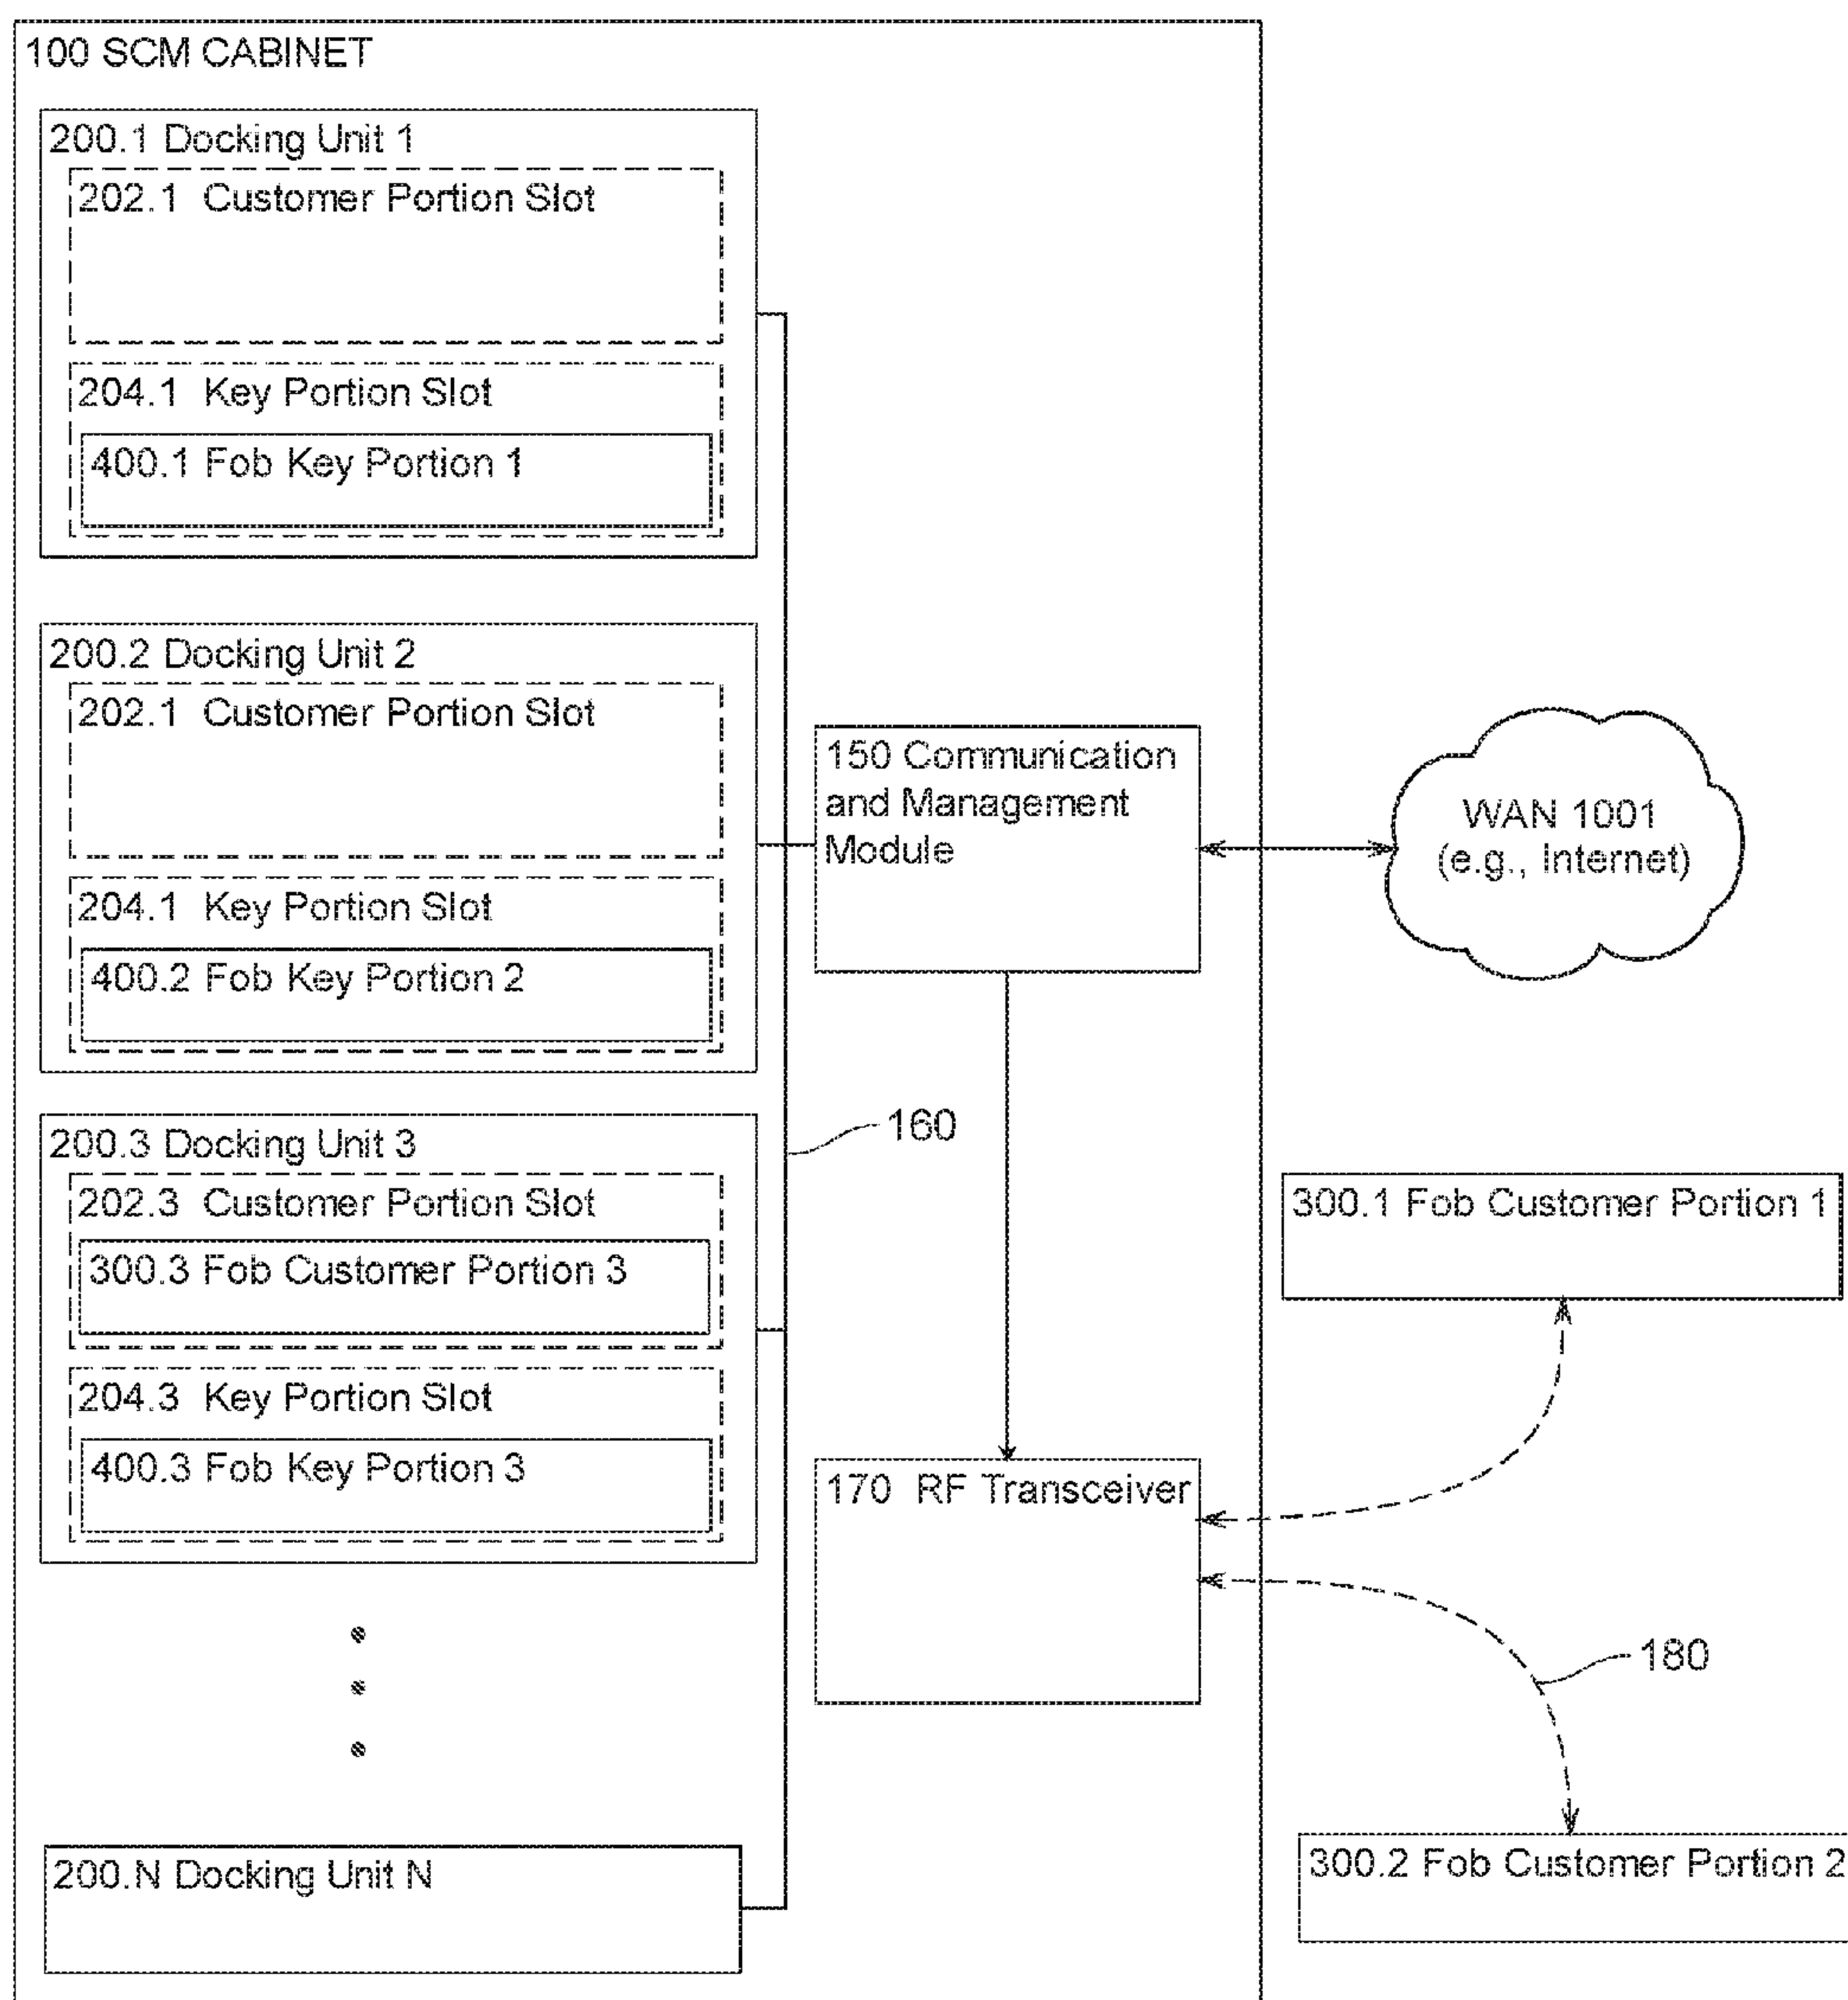 100 SCM CABINET
200.1 Docking Unit 1
202.1 Customer Portion Slot
204.1 Key Portion Slot
400.1 Fob Key Portion 1
200.2 Docking Unit 2
202.1 Customer Portion Slot
204.1 Key Portion Slot
400.2 Fob Key Portion 2
200.3 Docking Unit 3
202.3 Customer Portion Slot
300.3 Fob Customer Portion 3
204.3 Key Portion Slot
400.3 Fob Key Portion 3
200.N Docking Unit N
150 Communication
and Management
Module
160
170 RF Transceiver
WAN 1001
(e.g., Internet)
300.1 Fob Customer Portion 1
180
300.2 Fob Customer Portion 2